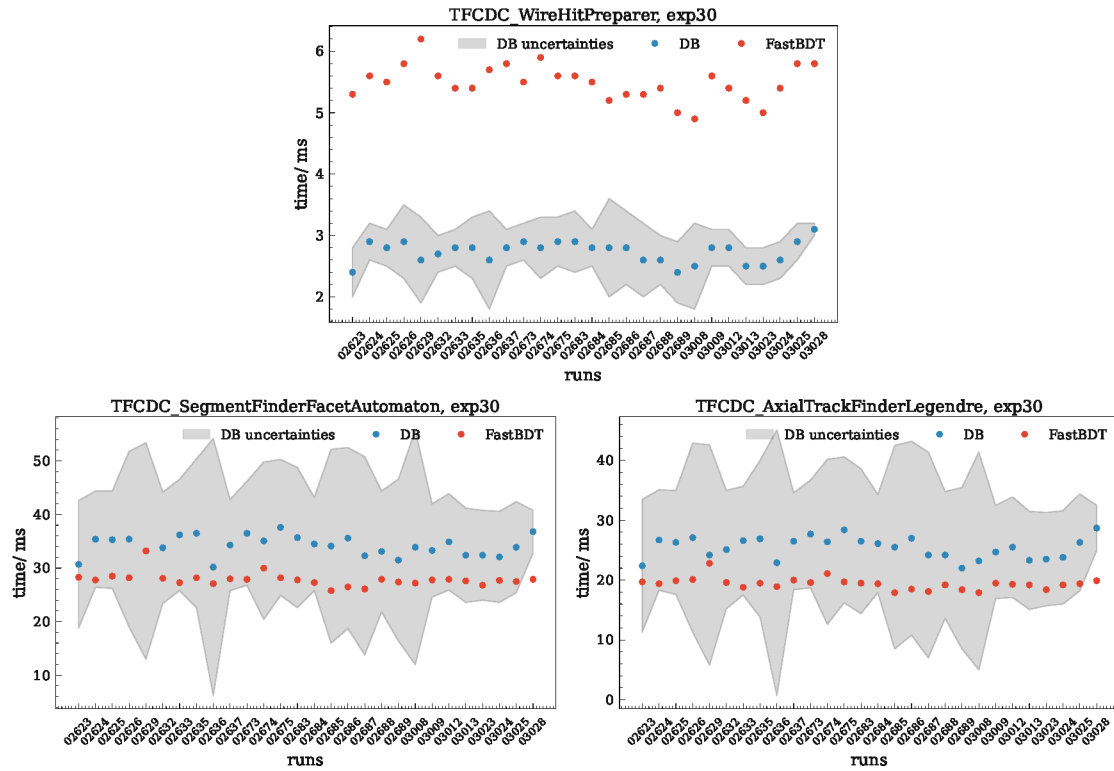 TFCDC_WireHitPreparer, exp30
DB uncertainties DB FastBDT
time/ ms
6
5
4
3
2
02623 02624 02625 02626 02629 02632 02633 02635 02636 02637 02673 02674 02675 02683 02684 02685 02686 02687 02688 02689 03008 03009 03012 03013 03023 03024 03025 03028
runs
TFCDC_SegmentFinderFacetAutomaton, exp30
DB uncertainties DB FastBDT
time/ ms
50
40
30
20
10
02623 02624 02625 02626 02629 02632 02633 02635 02636 02637 02673 02674 02675 02683 02684 02685 02686 02687 02688 02689 03008 03009 03012 03013 03023 03024 03025 03028
runs
TFCDC_AxialTrackFinderLegendre, exp30
DB uncertainties DB FastBDT
time/ ms
40
30
20
10
0
02623 02624 02625 02626 02629 02632 02633 02635 02636 02637 02673 02674 02675 02683 02684 02685 02686 02687 02688 02689 03008 03009 03012 03013 03023 03024 03025 03028
runs